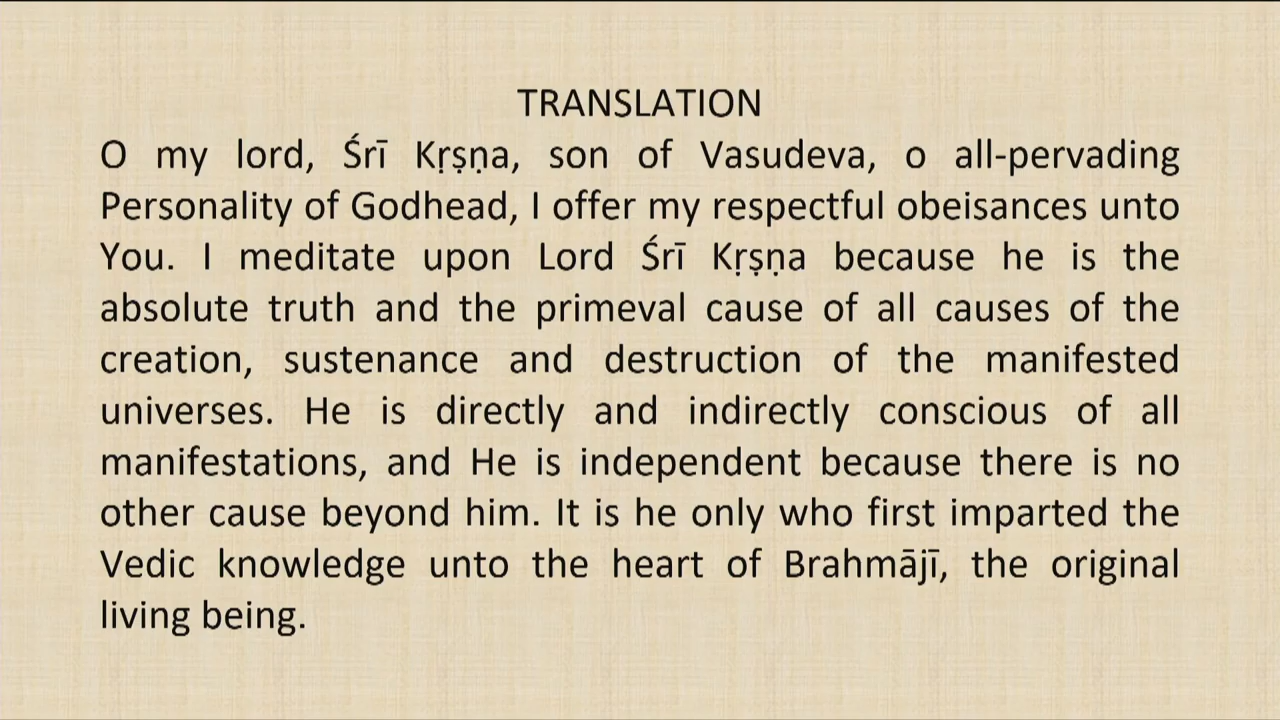 TRANSLATION
O my lord, Śrī Kṛṣṇa, son of Vasudeva, o all-pervading
Personality of Godhead, I offer my respectful obeisances unto
You. I meditate upon Lord Śrī Kṛṣṇa because he is the
absolute truth and the primeval cause of all causes of the
creation, sustenance and destruction of the manifested
universes. He is directly and indirectly conscious of all
manifestations, and He is independent because there is no
other cause beyond him. It is he only who first imparted the
Vedic knowledge unto the heart of Brahmājī, the original
living being.